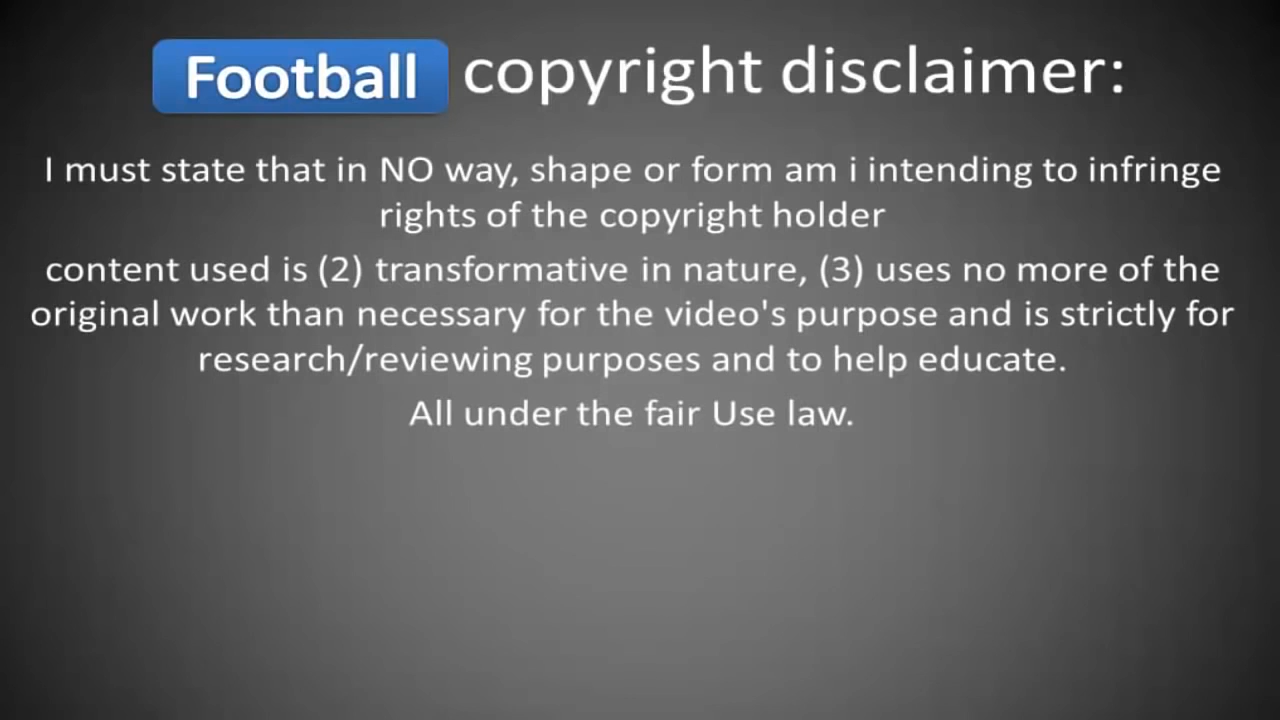 Football copyright disclaimer:
I must state that in NO way, shape or form am i intending to infringe
rights of the copyright holder
content used is (2) transformative in nature, (3) uses no more of the
original work than necessary for the video's purpose and is strictly for
research/reviewing purposes and to help educate.
All under the fair Use law.